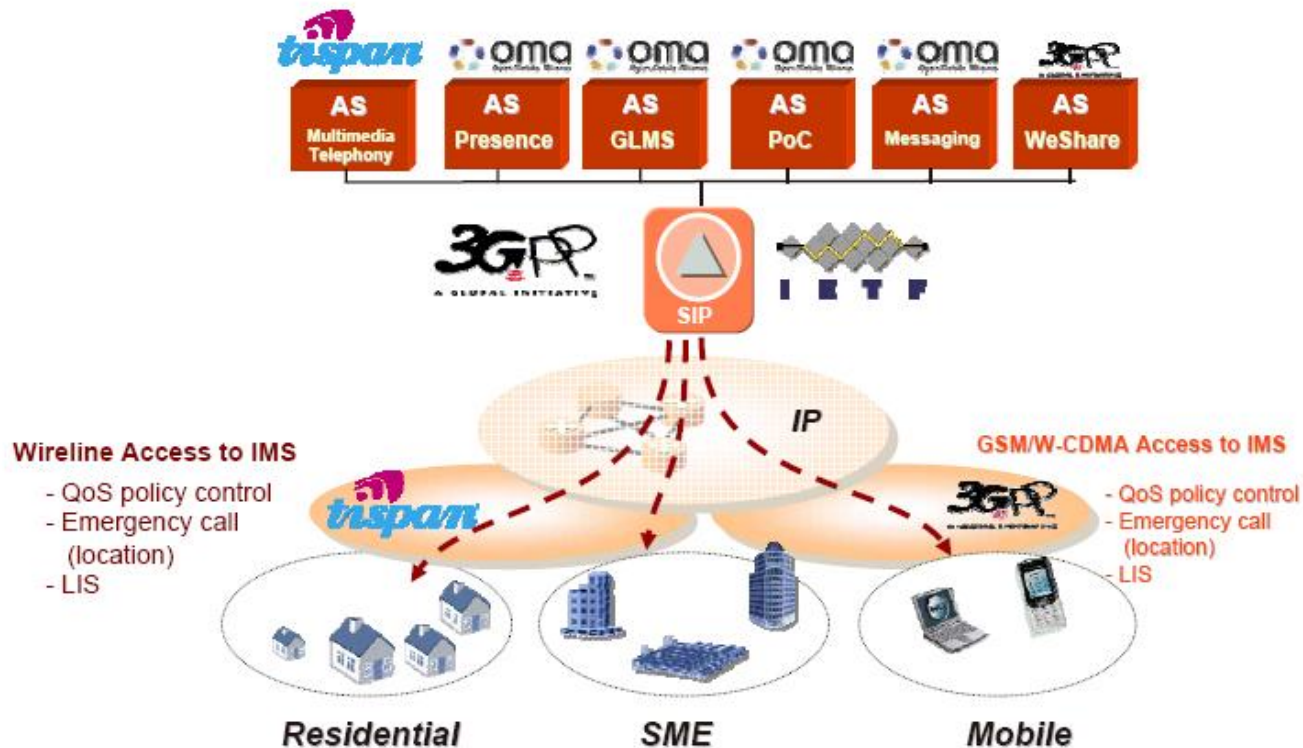 tispan
oma
oma
oma
oma
3GPP
AS
Multimedia
Telephony
AS
Presence
AS
GLMS
AS
PoC
AS
Messaging
AS
WeShare
3GPP
A GLOBAL INITIATIVE
SIP
I E T F
IP
Wireline Access to IMS
- QoS policy control
- Emergency call
(location)
- LIS
tispan
3GPP
GSM/W-CDMA Access to IMS
- QoS policy control
- Emergency call
(location)
- LIS
Residential
SME
Mobile